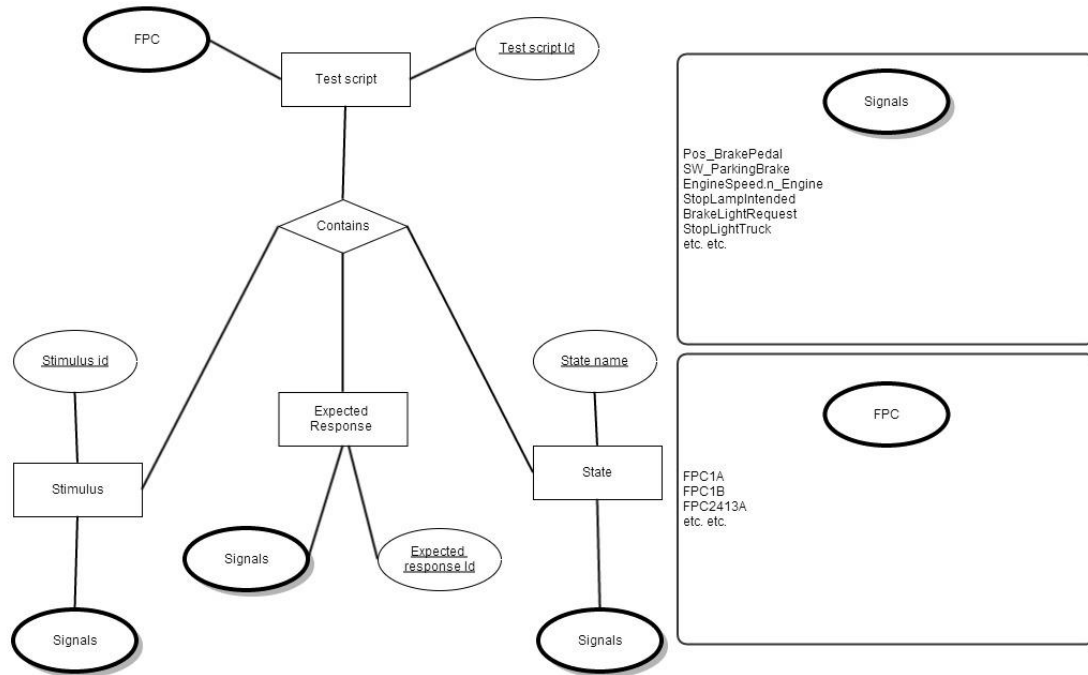 FPC
Test script Id
Test script
Contains
Stimulus id
Stimulus
Signals
Expected
Response
Signals
Expected
response Id
State name
State
Signals
Signals
Pos_BrakePedal
SW_ParkingBrake
EngineSpeed.n_Engine
StopLampIntended
BrakeLightRequest
StopLightTruck
etc. etc.
FPC
FPC1A
FPC1B
FPC2413A
etc. etc.